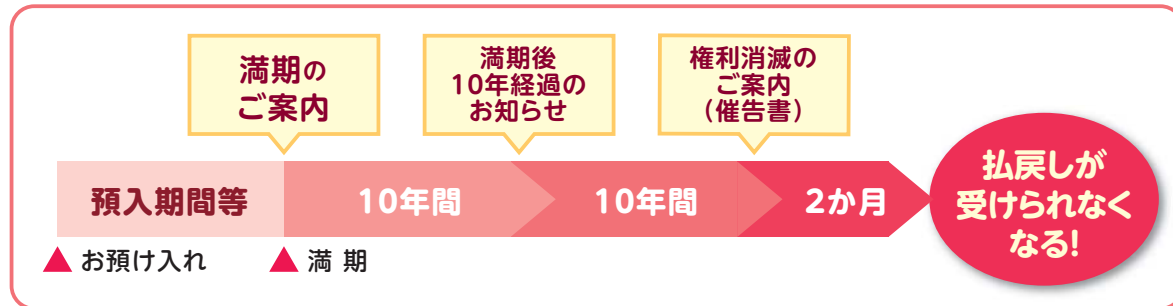 満期の
ご案内
満期後
10年経過の
お知らせ
権利消滅の
ご案内
（催告書）
預入期間等
10年間
10年間
2か月
払戻しが
受けられなく
なる!
▲ お預け入れ
▲ 満 期